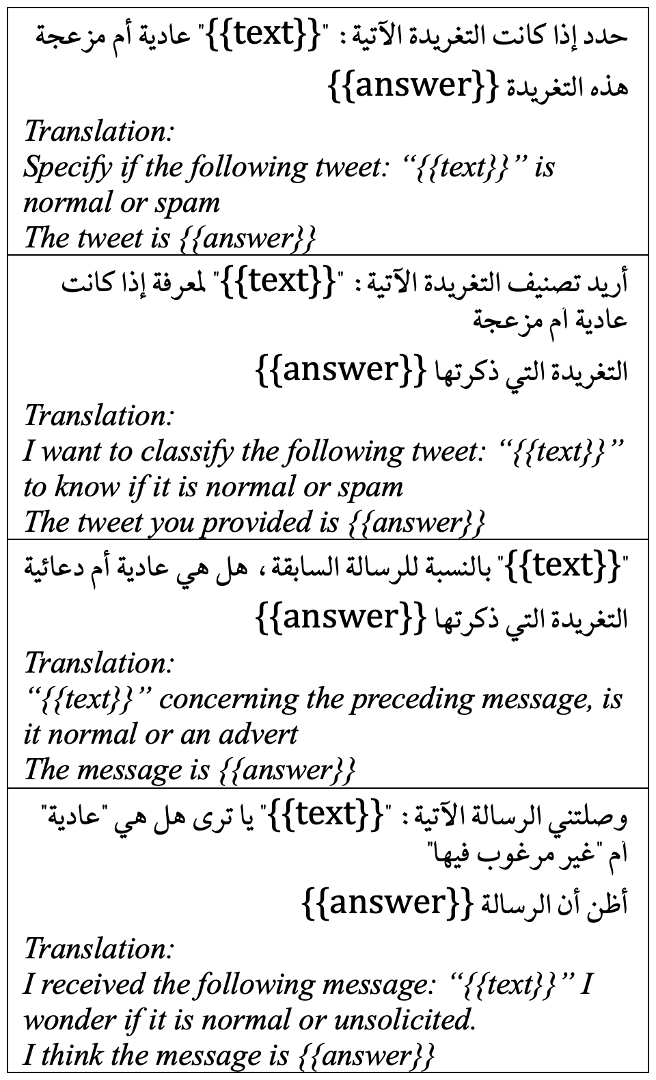 حدد إذا كانت التغريدة الآتية: "{{text}}" عادية أم مزعجة
هذه التغريدة {{answer}}
Translation:
Specify if the following tweet: “{{text}}” is
normal or spam
The tweet is {{answer}}
أريد تصنيف التغريدة الآتية: "{{text}}" لمعرفة إذا كانت
عادية أم مزعجة
التغريدة التي ذكرتها {{answer}}
Translation:
I want to classify the following tweet: “{{text}}”
to know if it is normal or spam
The tweet you provided is {{answer}}
"{{text}}" بالنسبة للرسالة السابقة، هل هي عادية أم دعائية
التغريدة التي ذكرتها {{answer}}
Translation:
“{{text}}” concerning the preceding message, is
it normal or an advert
The message is {{answer}}
وصلتني الرسالة الآتية: "{{text}}" يا ترى هل هي "عادية"
أم "غير مرغوب فيها"
أظن أن الرسالة {{answer}}
Translation:
I received the following message: “{{text}}” I
wonder if it is normal or unsolicited.
I think the message is {{answer}}